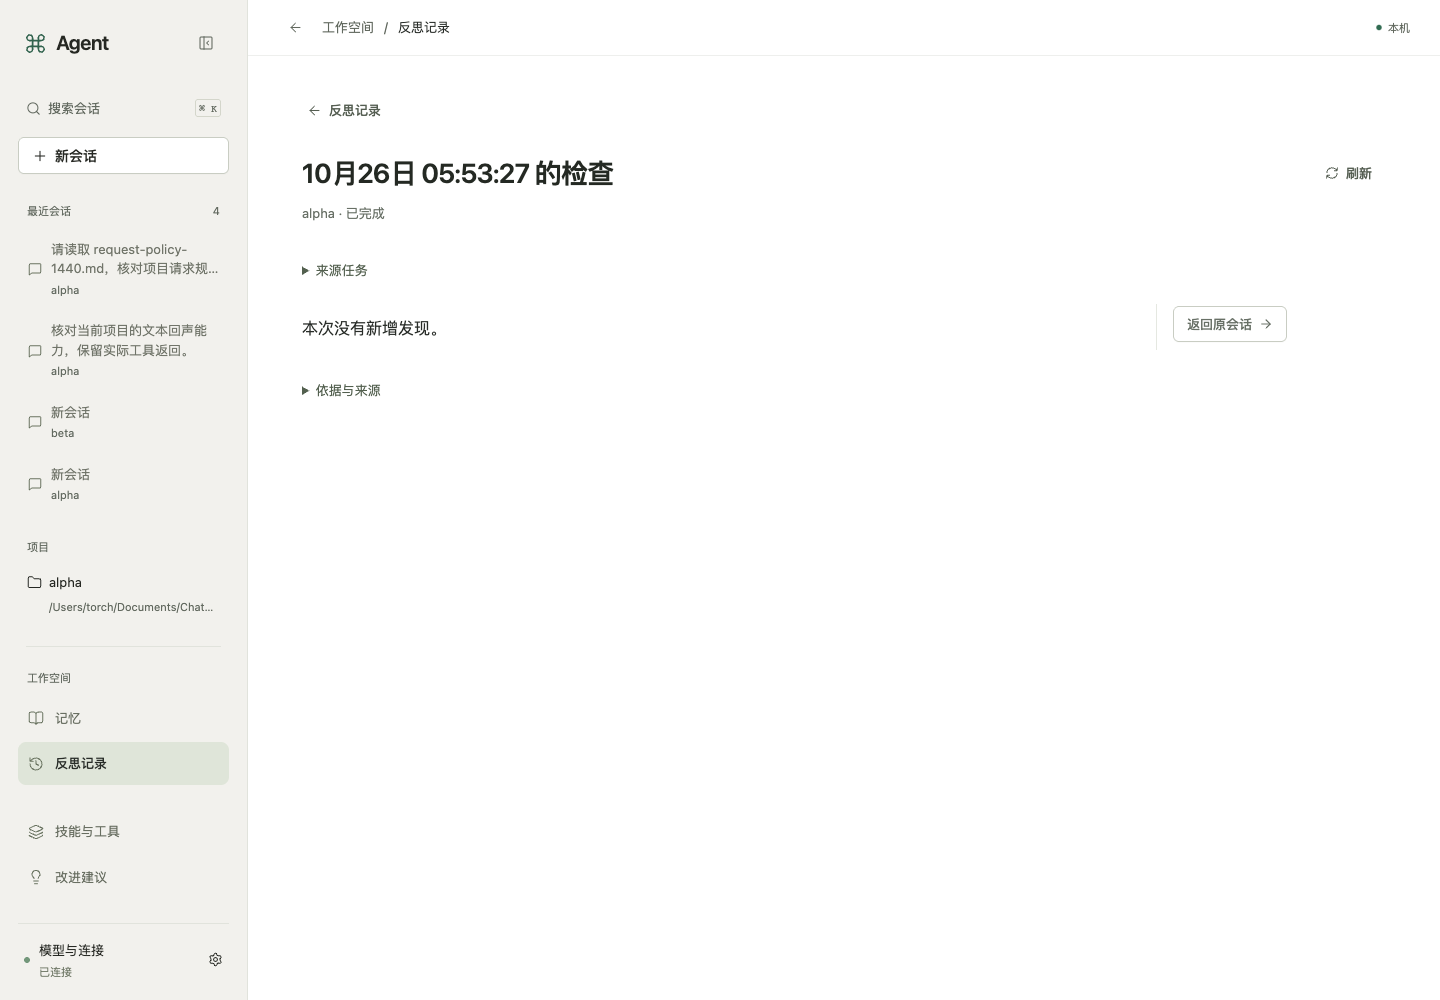 Agent
搜索会话
⌘ K
新会话
最近会话
4
请读取 request-policy-
1440.md，核对项目请求规...
alpha
核对当前项目的文本回声能
力，保留实际工具返回。
alpha
新会话
beta
新会话
alpha
项目
alpha
/Users/torch/Documents/Chat...
工作空间
记忆
反思记录
技能与工具
改进建议
模型与连接
已连接
工作空间 / 反思记录
本机
反思记录
10月26日 05:53:27 的检查
刷新
alpha · 已完成
来源任务
本次没有新增发现。
返回原会话
依据与来源